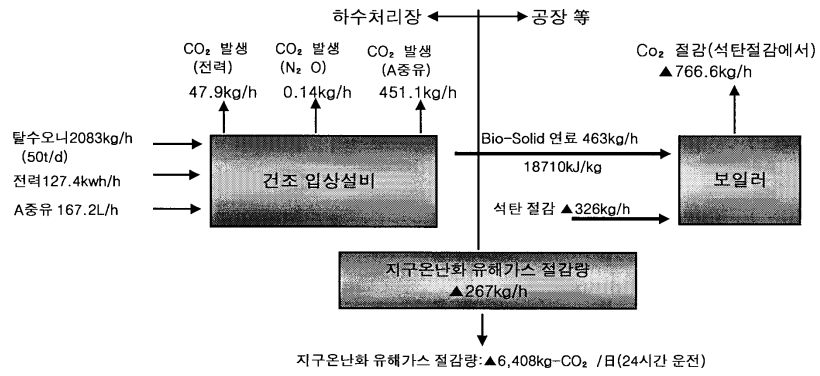 하수처리장
공장 等
CO₂ 발생
(전력)
47.9kg/h
CO₂ 발생
(N₂ O)
0.14kg/h
CO₂ 발생
(A중유)
451.1kg/h
Co₂ 절감(석탄절감에서)
▲766.6kg/h
탈수오니2083kg/h
(50t/d)
전력127.4kwh/h
A중유 167.2L/h
건조 입상설비
Bio-Solid 연료 463kg/h
18710kJ/kg
석탄 절감 ▲326kg/h
보일러
지구온난화 유해가스 절감량
▲267kg/h
지구온난화 유해가스 절감량:▲6,408kg-CO₂ /日(24시간 운전)